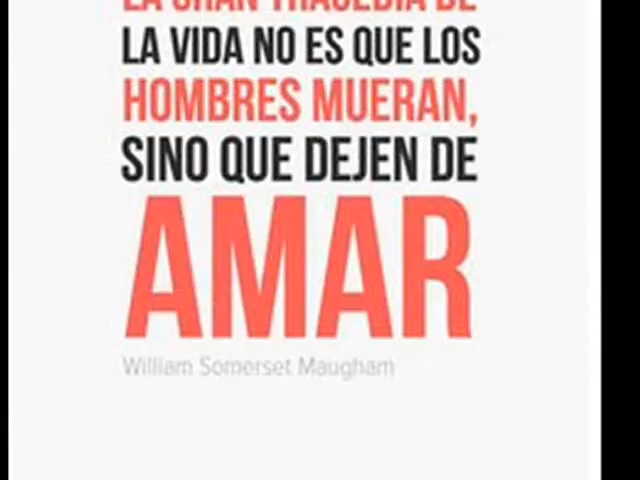 LA GRAN TRAGEDIA DE
LA VIDA NO ES QUE LOS
HOMBRES MUERAN,
SINO QUE DEJEN DE
AMAR
William Somerset Maugham